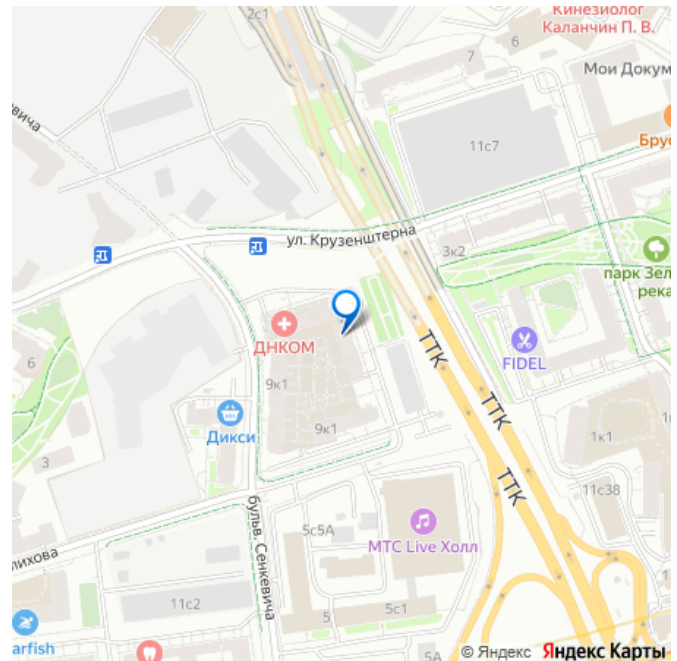 2с1
Кинезиолог
Каланчин П. В.
6
7
Мои Докум
11с7
Брус
вича
ул. Крузенштерна
3к2
парк Зел
река
ДНКОМ
ТТК
FIDEL
6
9к1
ТТК
Дикси
9к1
1к1
3
ТТК
11с38
лихова
бульв. Сенкевича
5с5А
МТС Live Холл
11с2
5
5с1
arfish
5А
© Яндекс Яндекс Карты